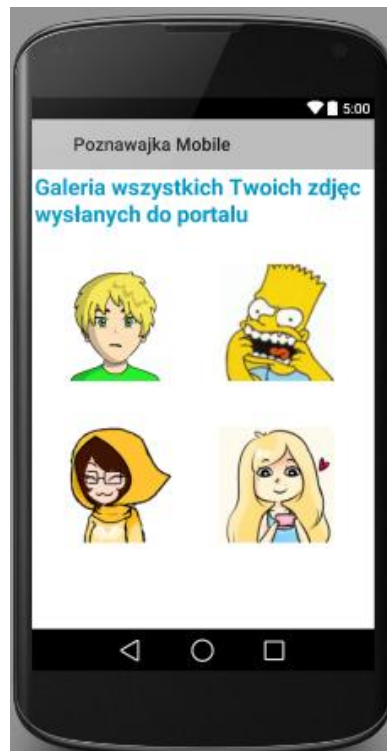 5:00
Poznawajka Mobile
Galeria wszystkich Twoich zdjęc
wysłanych do portalu